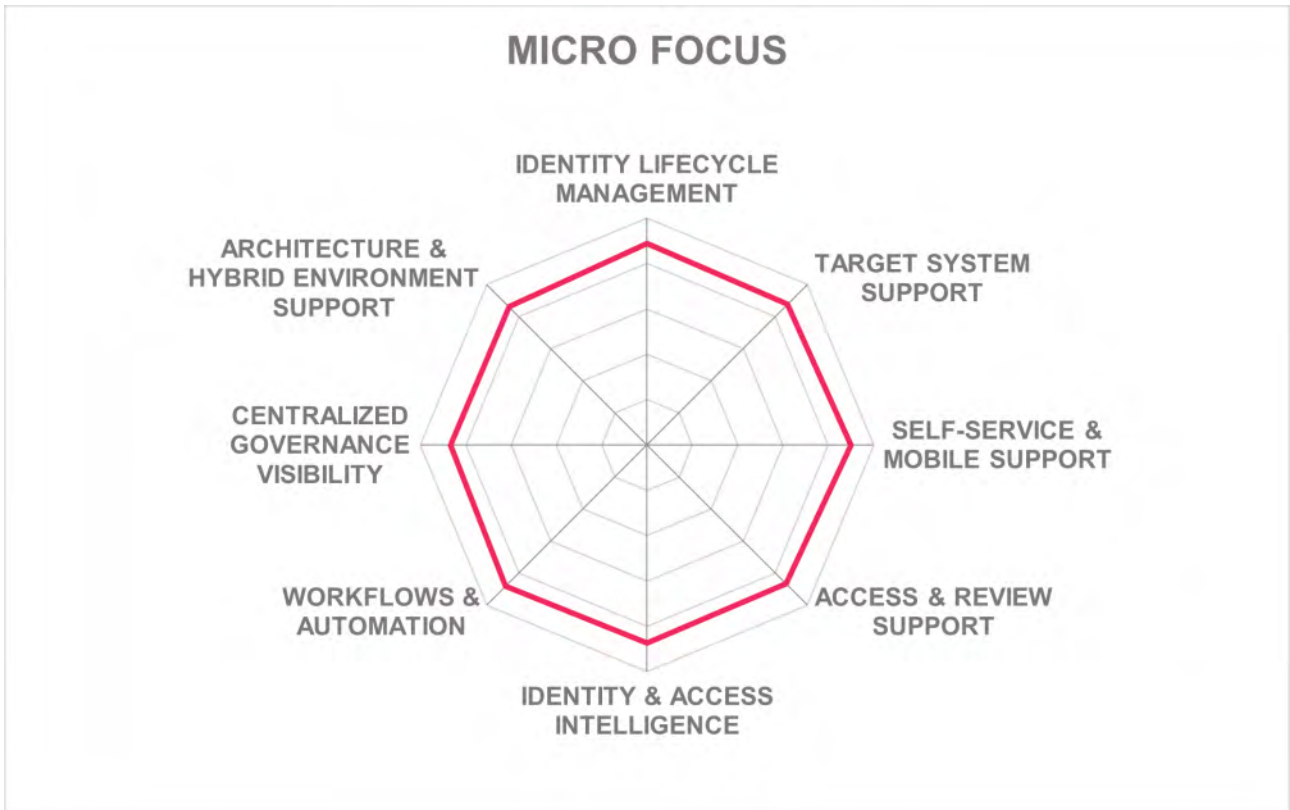 MICRO FOCUS
IDENTITY LIFECYCLE
MANAGEMENT
TARGET SYSTEM
SUPPORT
SELF-SERVICE &
MOBILE SUPPORT
ACCESS & REVIEW
SUPPORT
IDENTITY & ACCESS
INTELLIGENCE
WORKFLOWS &
AUTOMATION
CENTRALIZED
GOVERNANCE
VISIBILITY
ARCHITECTURE &
HYBRID ENVIRONMENT
SUPPORT